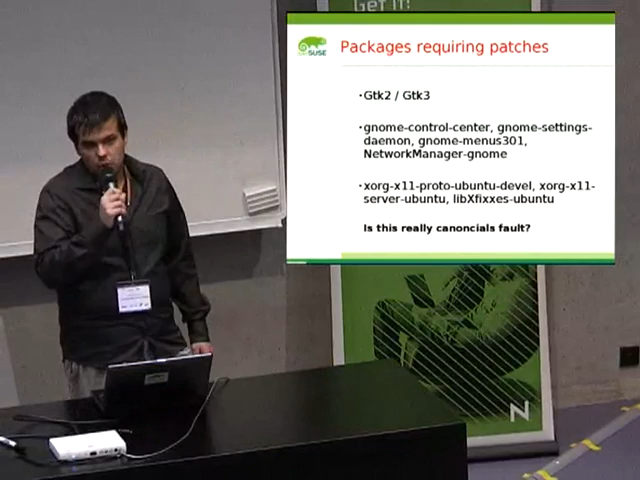 Get it!
SUSE
Packages requiring patches
·Gtk2 / Gtk3
·gnome-control-center, gnome-settings-
daemon, gnome-menus301,
NetworkManager-gnome
·xorg-x11-proto-ubuntu-devel, xorg-x11-
server-ubuntu, libXfixxes-ubuntu
Is this really canoncials fault?
N